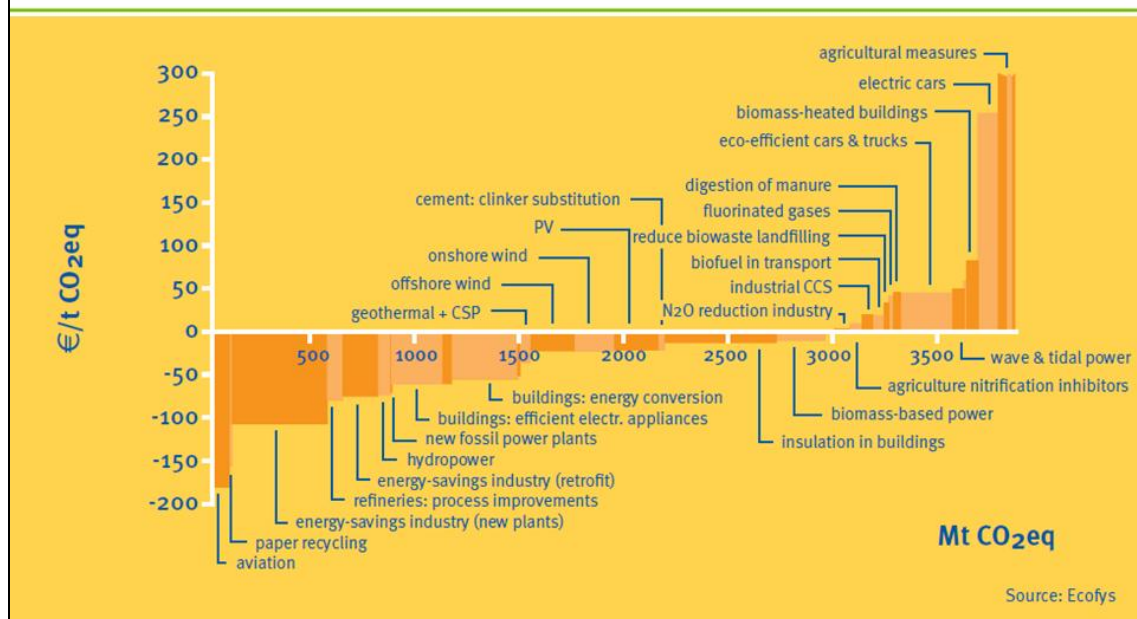 agricultural measures
300
electric cars
250
biomass-heated buildings
eco-efficient cars & trucks
200
digestion of manure
cement: clinker substitution
150
fluorinated gases
PV
reduce biowaste landfilling
100
onshore wind
biofuel in transport
offshore wind
industrial CCS
50
geothermal + CSP
N2O reduction industry
0
500
1000
1500
2000
2500
3000
3500
wave & tidal power
-50
agriculture nitrification inhibitors
buildings: energy conversion
biomass-based power
buildings: efficient electr. appliances
-100
new fossil power plants
insulation in buildings
hydropower
-150
energy-savings industry (retrofit)
refineries: process improvements
-200
energy-savings industry (new plants)
paper recycling
aviation
€/t CO2eq
Mt CO2eq
Source: Ecofys